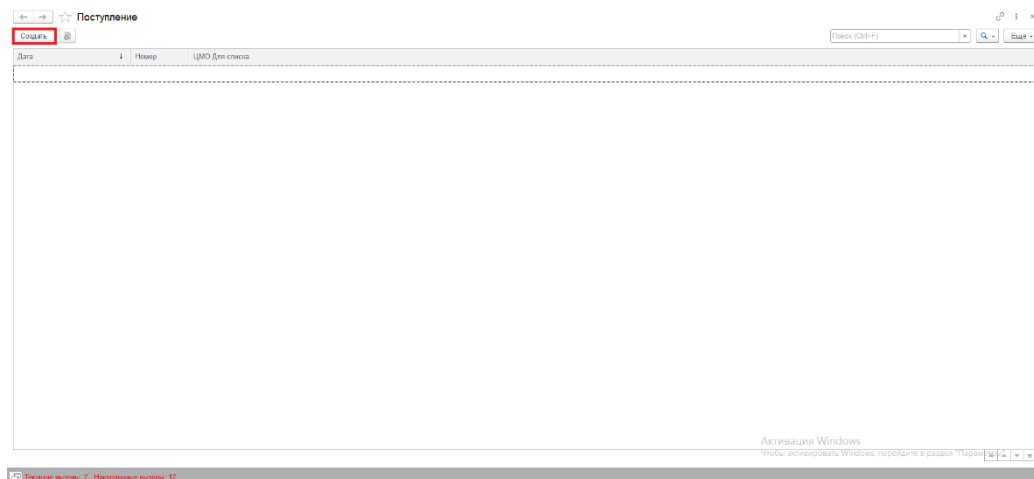 Поступление
Создать
Поиск (Ctrl+F)
Еще
Дата
Номер
ЦМО Для списка
Активация Windows
Чтобы активировать Windows, перейдите в раздел "Парам
Текущие вызовы: 7 Накопленные вызовы: 17